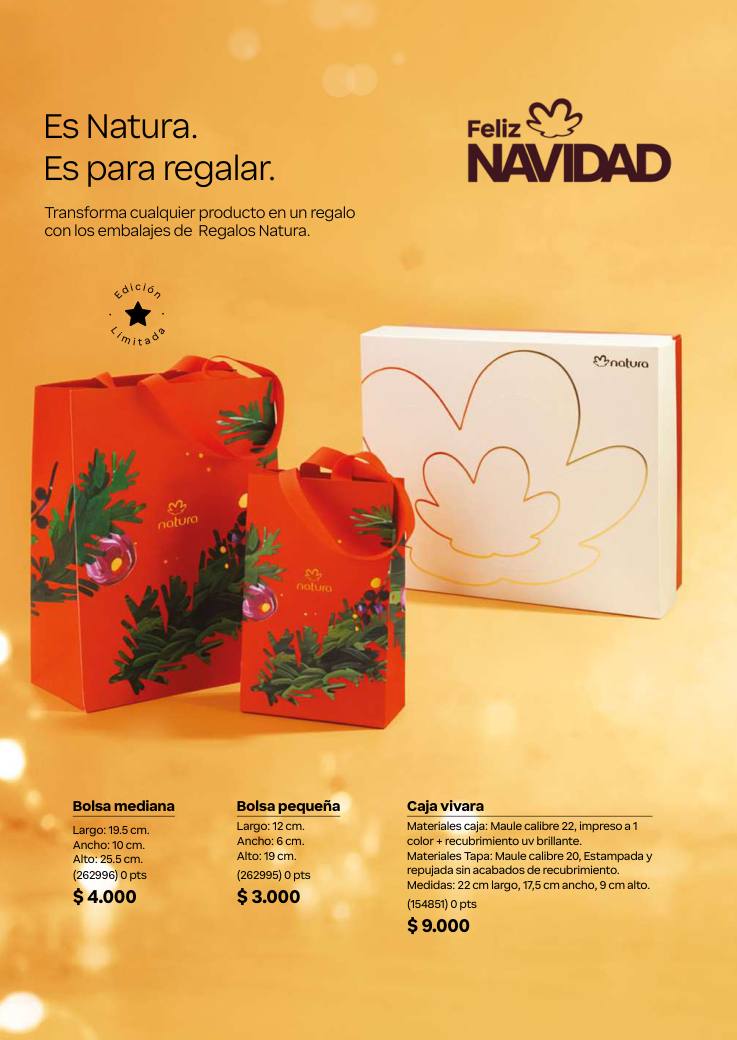 Es Natura.
Es para regalar.
Transforma cualquier producto en un regalo
con los embalajes de  Regalos Natura.
Feliz
NAVIDAD
Edición
Limitada
natura
natura
natura
Bolsa mediana
Largo: 19.5 cm.
Ancho: 10 cm.
Alto: 25.5 cm.
(262996) 0 pts
$ 4.000
Bolsa pequeña
Largo: 12 cm.
Ancho: 6 cm.
Alto: 19 cm.
(262995) 0 pts
$ 3.000
Caja vivara
Materiales caja: Maule calibre 22, impreso a 1
color + recubrimiento uv brillante.
Materiales Tapa: Maule calibre 20, Estampada y
repujada sin acabados de recubrimiento.
Medidas: 22 cm largo, 17,5 cm ancho, 9 cm alto.
(154851) 0 pts
$ 9.000